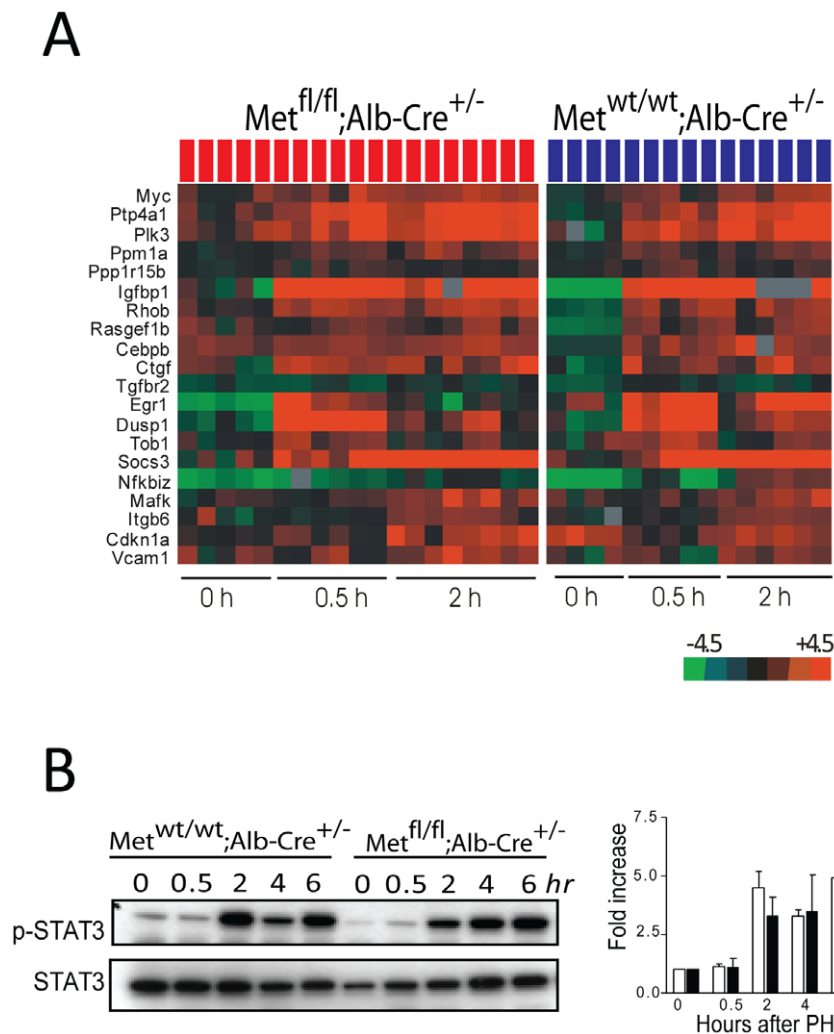 A
Met fl/fl ;Alb-Cre +/- Met wt/wt ;Alb-Cre +/-
Myc
Ptp4a1
Plk3
Ppm1a
Ppp1r15b
Igfbp1
Rhob
Rasgef1b
Cebpb
Ctgf
Tgfbr2
Egr1
Dusp1
Tob1
Socs3
Nfkbiz
Mafk
Itgb6
Cdkn1a
Vcam1
0 h 0.5 h 2 h 0 h 0.5 h 2 h
-4.5 +4.5
B
Met wt/wt ;Alb-Cre +/- Met fl/fl ;Alb-Cre +/-
0 0.5 2 4 6 0 0.5 2 4 6 hr
p-STAT3
STAT3
Fold increase
7.5
5.0
2.5
0.0
0 0.5 2 4
Hours after PH